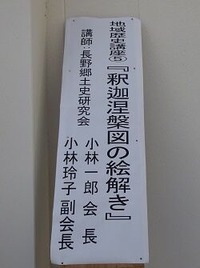 地域歴史講座⑤
『釈迦涅槃図の絵解き』
講師・長野郷土史研究会
小林一郎 会長
小林玲子 副会長